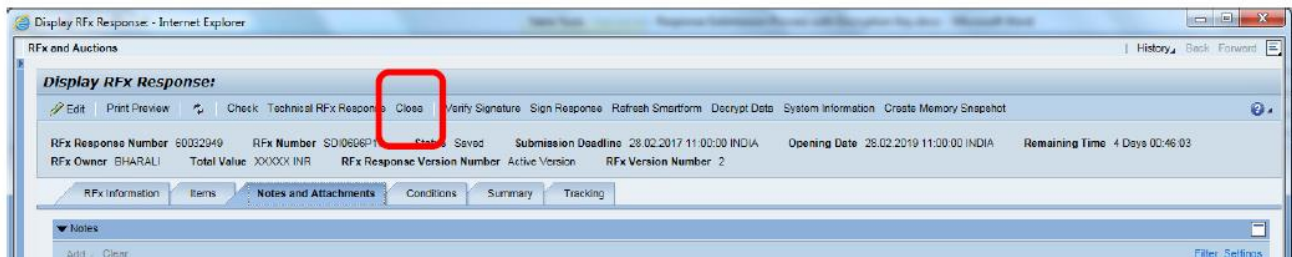 Display RFx Response: - Internet Explorer
RFx and Auctions History Back Forward
Display RFx Response:
Edit Print Preview Check Technical RFx Response Close Verify Signature Sign Response Refresh Smartform Decrypt Data System Information Create Memory Snapshot
RFx Response Number 60032949 RFx Number Status Saved Submission Deadline 28.02.2017 11:00:00 INDIA Opening Date 28.02.2019 11:00:00 INDIA Remaining Time 4 Days 00:46:03
RFx Owner BHARALI Total Value XXXXX INR RFx Response Version Number Active Version RFx Version Number 2
RFx Information Items Notes and Attachments Conditions Summary Tracking
Notes
Add Clear Filter Settings